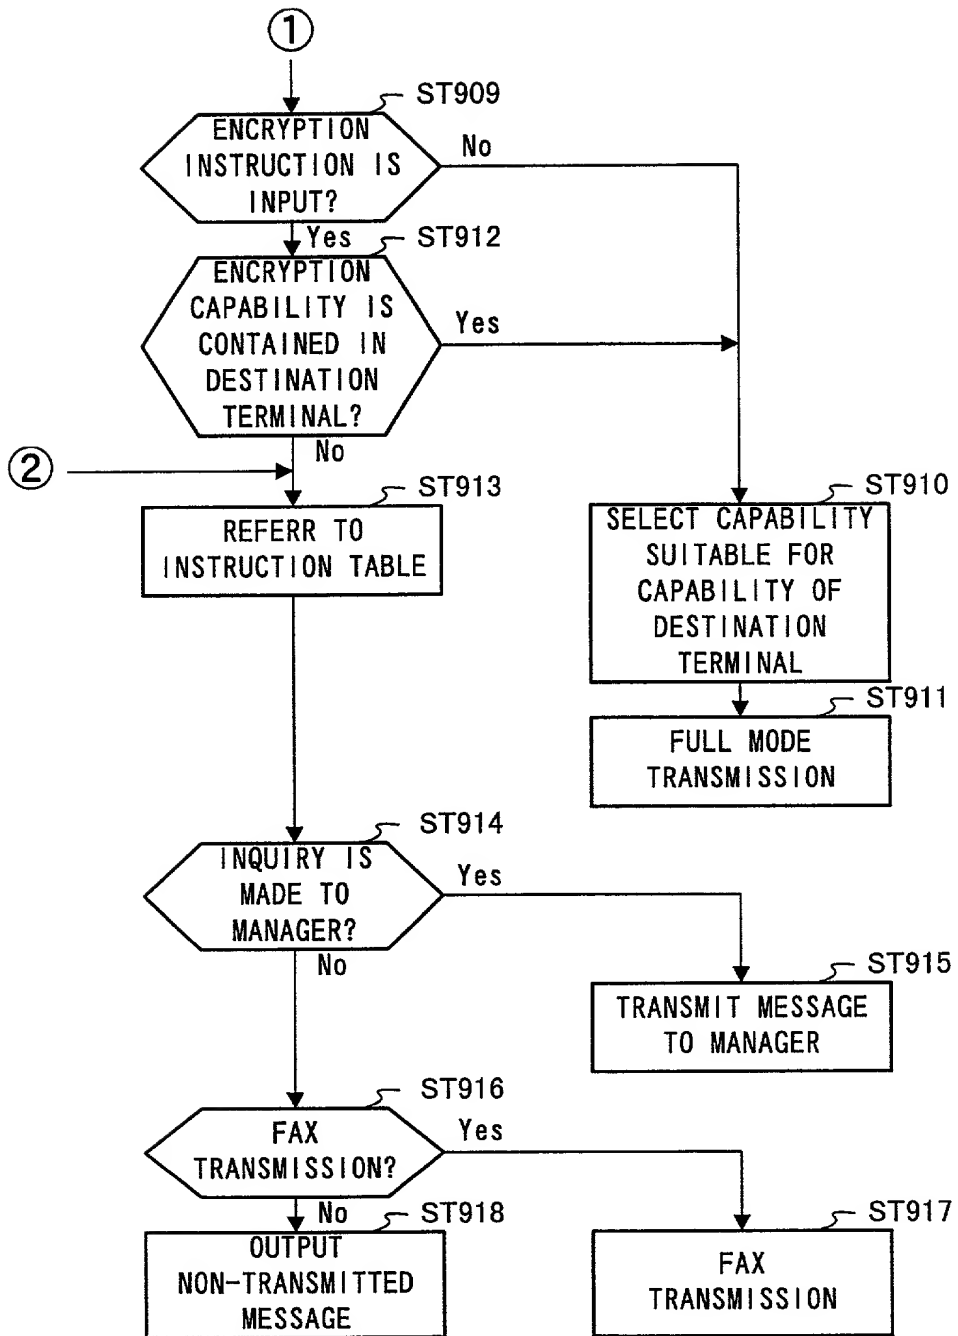 ①
ST909
ENCRYPTION
INSTRUCTION IS
INPUT?
No
Yes
ST912
ENCRYPTION
CAPABILITY IS
CONTAINED IN
DESTINATION
TERMINAL?
Yes
No
②
ST913
REFERR TO
INSTRUCTION TABLE
ST910
SELECT CAPABILITY
SUITABLE FOR
CAPABILITY OF
DESTINATION
TERMINAL
ST911
FULL MODE
TRANSMISSION
ST914
INQUIRY IS
MADE TO
MANAGER?
Yes
No
ST915
TRANSMIT MESSAGE
TO MANAGER
ST916
FAX
TRANSMISSION?
Yes
No
ST918
OUTPUT
NON-TRANSMITTED
MESSAGE
ST917
FAX
TRANSMISSION